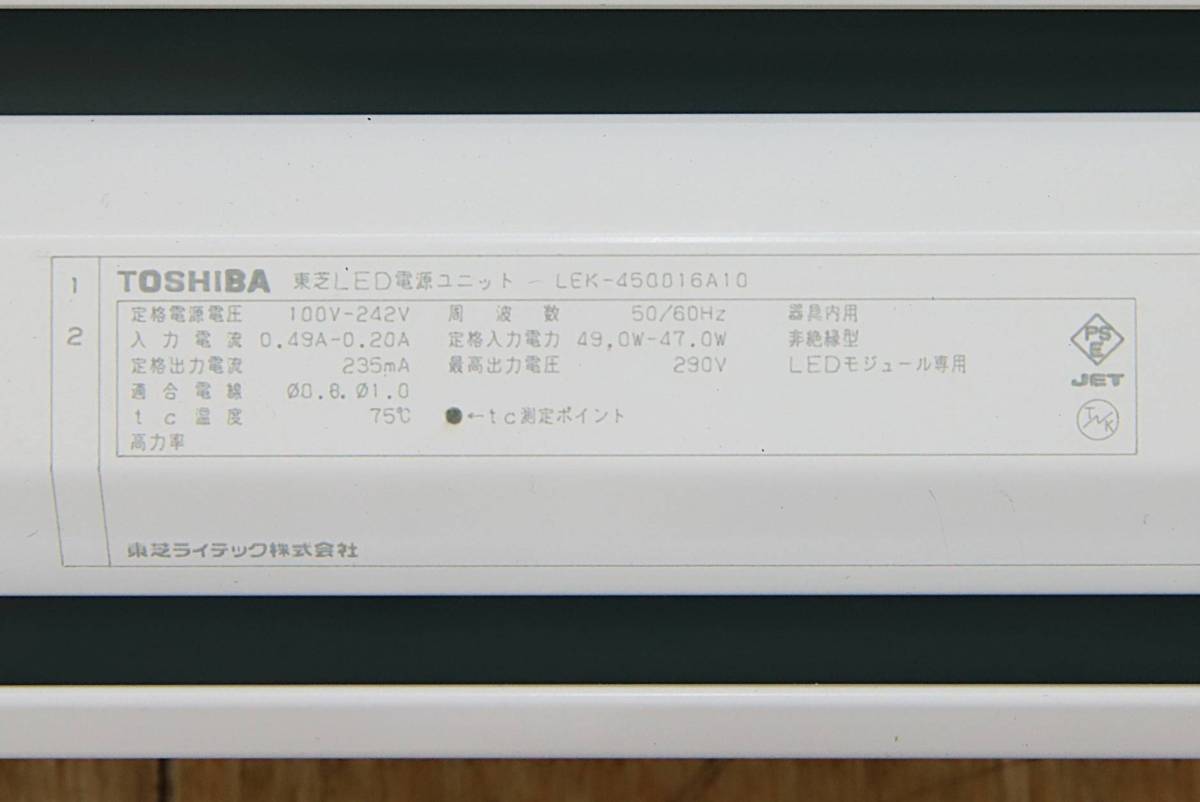 1
2
TOSHIBA 東芝LED電源ユニット LEK-450016A10
定格電源電圧 100V-242V 周波数 50/60Hz 器具内用
入力電流 0.49A-0.20A 定格入力電力 49.0W-47.0W 非絶縁型
定格出力電流 235mA 最高出力電圧 290V LEDモジュール専用
適合電線 Ø0.8.Ø1.0
tc温度 75℃ ●←tc測定ポイント
高力率
PS
E
JET
東芝ライテック株式会社